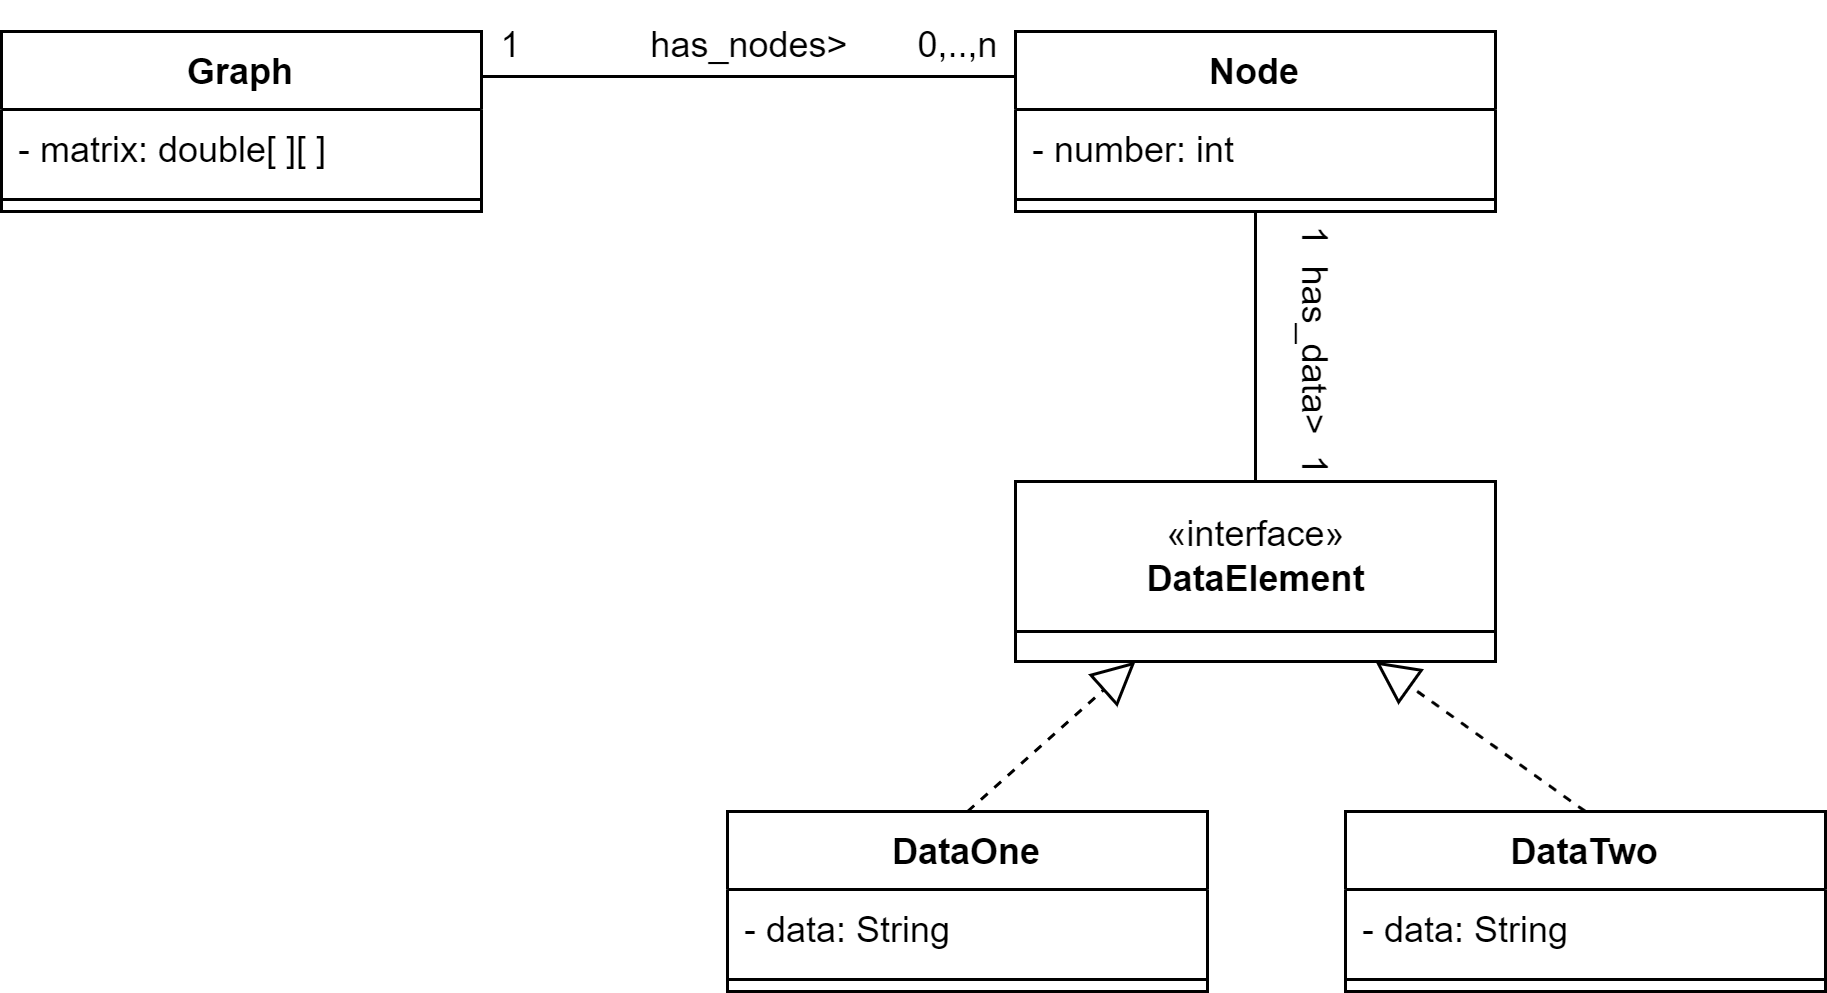 1 has_nodes> 0,..,n
Graph
Node
- matrix: double[ ][ ]
- number: int
1 has_data> 1
«interface»
DataElement
DataOne
DataTwo
- data: String
- data: String